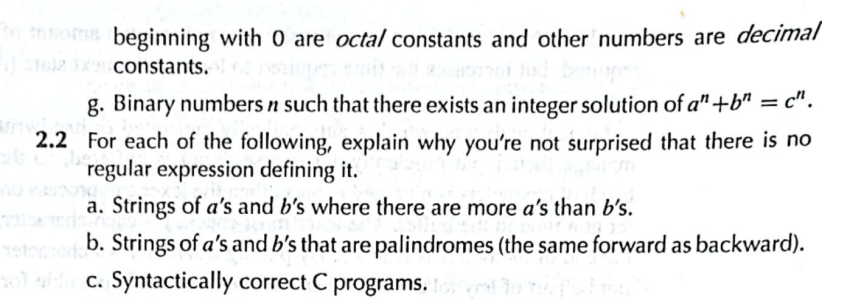 beginning with 0 are octal constants and other numbers are decimal
constants.
g. Binary numbers n such that there exists an integer solution of aⁿ+bⁿ = cⁿ.
2.2 For each of the following, explain why you're not surprised that there is no
regular expression defining it.
a. Strings of a's and b's where there are more a's than b's.
b. Strings of a's and b's that are palindromes (the same forward as backward).
c. Syntactically correct C programs.